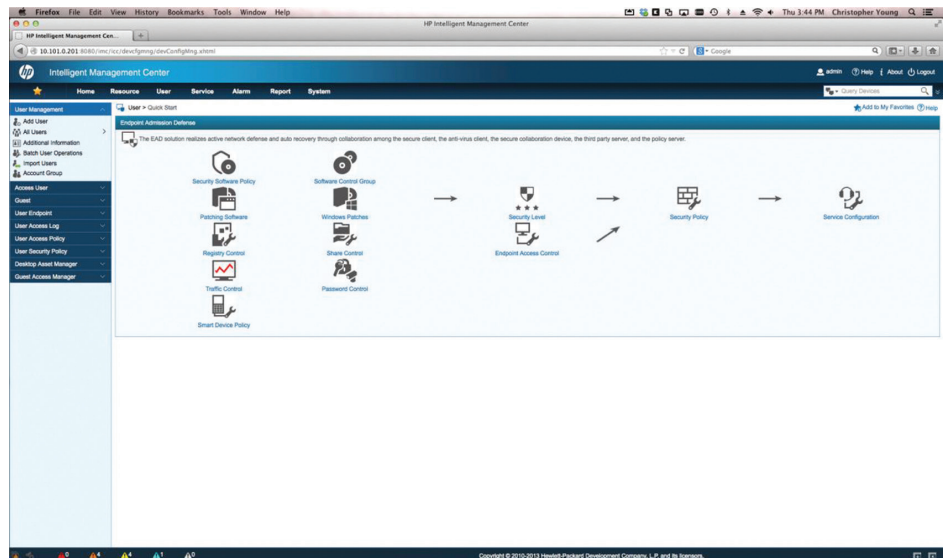 Firefox File Edit View History Bookmarks Tools Window Help Thu 3:44 PM Christopher Young
HP Intelligent Management Center
HP Intelligent Management Cen...
10.101.0.201:8080/imc/icc/devcfgmng/devConfigMng.xhtml Google
hp Intelligent Management Center admin Help About Logout
Home Resource User Service Alarm Report System Query Devices
User Management
Add User
All Users
Additional Information
Batch User Operations
Import Users
Account Group
Access User
Guest
User Endpoint
User Access Log
User Access Policy
User Security Policy
Desktop Asset Manager
Guest Access Manager
User > Quick Start Add to My Favorites Help
Endpoint Admission Defense
The EAD solution realizes active network defense and auto recovery through collaboration among the secure client, the anti-virus client, the secure collaboration device, the third party server, and the policy server.
Security Software Policy Software Control Group
Patching Software Windows Patches Security Level Security Policy Service Configuration
Registry Control Share Control Endpoint Access Control
Traffic Control Password Control
Smart Device Policy
0 4 4 1 0 Copyright © 2010-2013 Hewlett-Packard Development Company, L.P. and its licensors.